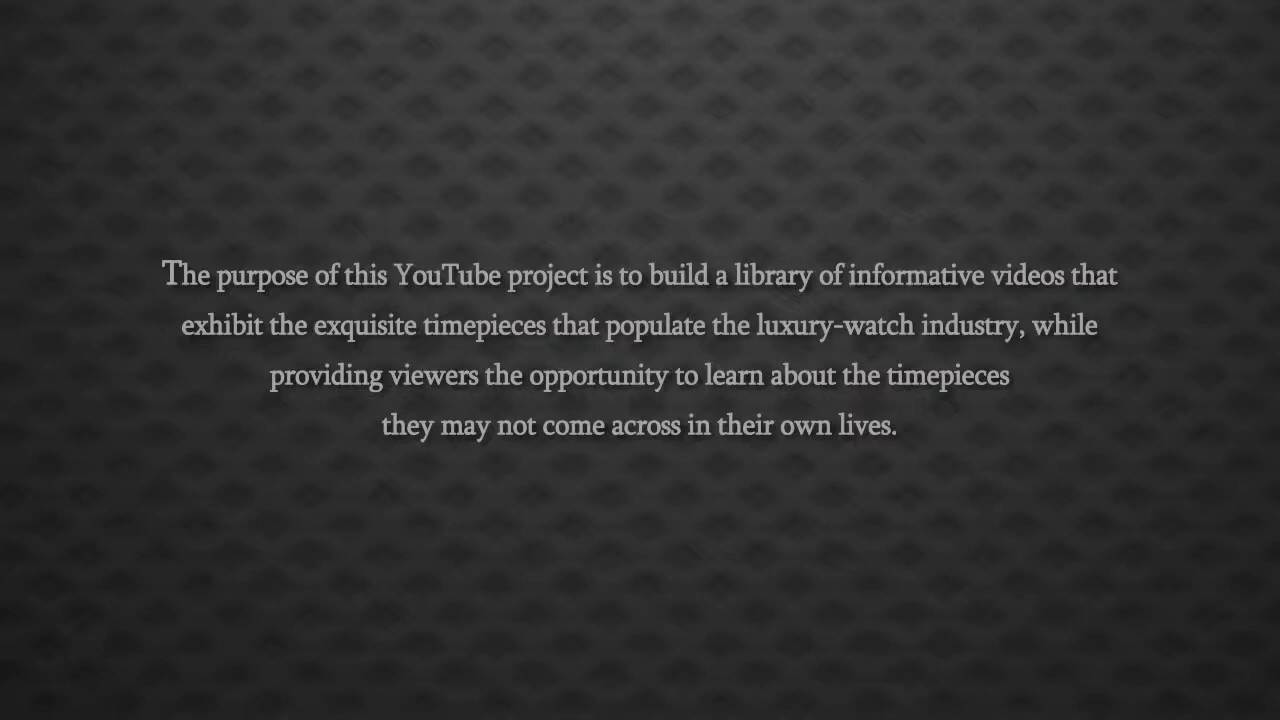 The purpose of this YouTube project is to build a library of informative videos that
exhibit the exquisite timepieces that populate the luxury-watch industry, while
providing viewers the opportunity to learn about the timepieces
they may not come across in their own lives.